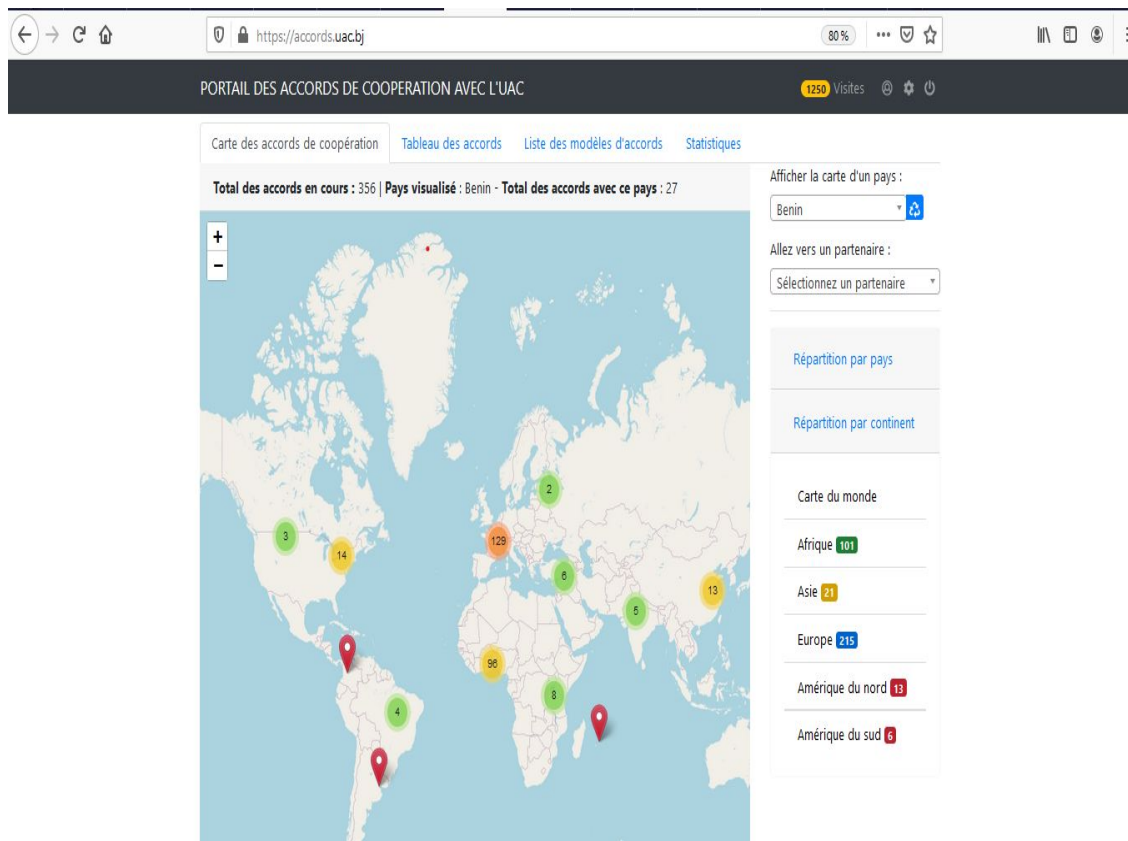 https://accords.uac.bj
80 %
PORTAIL DES ACCORDS DE COOPERATION AVEC L'UAC
1250 Visites
Carte des accords de coopération Tableau des accords Liste des modèles d'accords Statistiques
Total des accords en cours : 356 | Pays visualisé : Benin - Total des accords avec ce pays : 27
Afficher la carte d'un pays :
Benin
Allez vers un partenaire :
Sélectionnez un partenaire
+
−
Répartition par pays
Répartition par continent
Carte du monde
Afrique 101
Asie 21
Europe 215
Amérique du nord 13
Amérique du sud 6
2
3
14
129
6
13
5
96
8
4